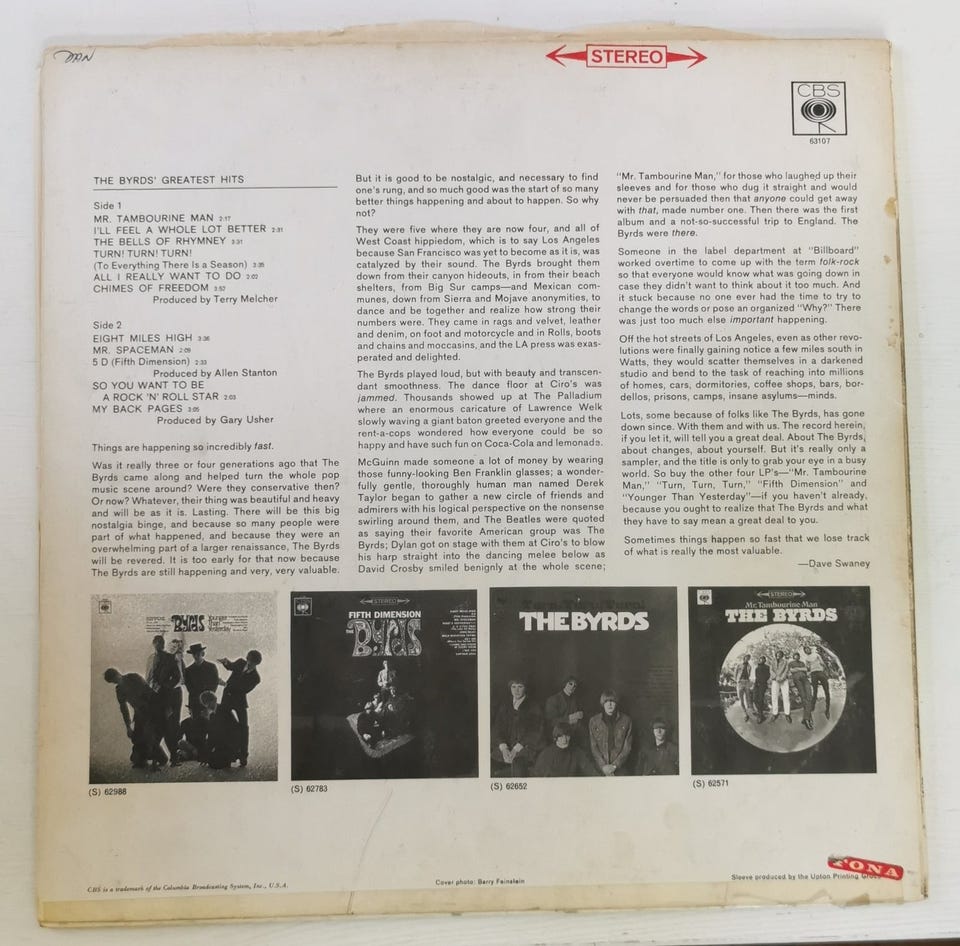 DAN
STEREO
CBS
63107
THE BYRDS' GREATEST HITS
Side 1
MR. TAMBOURINE MAN 2:17
I'LL FEEL A WHOLE LOT BETTER 2:31
THE BELLS OF RHYMNEY 3:31
TURN! TURN! TURN!
(To Everything There Is a Season) 3:35
ALL I REALLY WANT TO DO 2:02
CHIMES OF FREEDOM 3:57
Produced by Terry Melcher
Side 2
EIGHT MILES HIGH 3:36
MR. SPACEMAN 2:09
5 D (Fifth Dimension) 2:33
Produced by Allen Stanton
SO YOU WANT TO BE
A ROCK 'N' ROLL STAR 2:03
MY BACK PAGES 3:05
Produced by Gary Usher
Things are happening so incredibly fast.
Was it really three or four generations ago that The
Byrds came along and helped turn the whole pop
music scene around? Were they conservative then?
Or now? Whatever, their thing was beautiful and heavy
and will be as it is. Lasting. There will be this big
nostalgia binge, and because so many people were
part of what happened, and because they were an
overwhelming part of a larger renaissance, The Byrds
will be revered. It is too early for that now because
The Byrds are still happening and very, very valuable.
But it is good to be nostalgic, and necessary to find
one's rung, and so much good was the start of so many
better things happening and about to happen. So why
not?
They were five where they are now four, and all of
West Coast hippiedom, which is to say Los Angeles
because San Francisco was yet to become as it is, was
catalyzed by their sound. The Byrds brought them
down from their canyon hideouts, in from their beach
shelters, from Big Sur camps—and Mexican com-
munes, down from Sierra and Mojave anonymities, to
dance and be together and realize how strong their
numbers were. They came in rags and velvet, leather
and denim, on foot and motorcycle and in Rolls, boots
and chains and moccasins, and the LA press was exas-
perated and delighted.
The Byrds played loud, but with beauty and transcen-
dant smoothness. The dance floor at Ciro's was
jammed. Thousands showed up at The Palladium
where an enormous caricature of Lawrence Welk
slowly waving a giant baton greeted everyone and the
rent-a-cops wondered how everyone could be so
happy and have such fun on Coca-Cola and lemonade.
McGuinn made someone a lot of money by wearing
those funny-looking Ben Franklin glasses; a wonder-
fully gentle, thoroughly human man named Derek
Taylor began to gather a new circle of friends and
admirers with his logical perspective on the nonsense
swirling around them, and The Beatles were quoted
as saying their favorite American group was The
Byrds; Dylan got on stage with them at Ciro's to blow
his harp straight into the dancing melee below as
David Crosby smiled benignly at the whole scene;
"Mr. Tambourine Man," for those who laughed up their
sleeves and for those who dug it straight and would
never be persuaded then that anyone could get away
with that, made number one. Then there was the first
album and a not-so-successful trip to England. The
Byrds were there.
Someone in the label department at "Billboard"
worked overtime to come up with the term folk-rock
so that everyone would know what was going down in
case they didn't want to think about it too much. And
it stuck because no one ever had the time to try to
change the words or pose an organized "Why?" There
was just too much else important happening.
Off the hot streets of Los Angeles, even as other revo-
lutions were finally gaining notice a few miles south in
Watts, they would scatter themselves in a darkened
studio and bend to the task of reaching into millions
of homes, cars, dormitories, coffee shops, bars, bor-
dellos, prisons, camps, insane asylums—minds.
Lots, some because of folks like The Byrds, has gone
down since. With them and with us. The record herein,
if you let it, will tell you a great deal. About The Byrds,
about changes, about yourself. But it's really only a
sampler, and the title is only to grab your eye in a busy
world. So buy the other four LP's—"Mr. Tambourine
Man," "Turn, Turn, Turn," "Fifth Dimension" and
"Younger Than Yesterday"—if you haven't already,
because you ought to realize that The Byrds and what
they have to say mean a great deal to you.
Sometimes things happen so fast that we lose track
of what is really the most valuable.
—Dave Swaney
Byrds Younger Than Yesterday
STEREO
FIFTH DIMENSION
THE BYRDS
THE BYRDS
STEREO
Mr. Tambourine Man
THE BYRDS
(S) 62988
(S) 62783
(S) 62652
(S) 62571
FONA
CBS is a trademark of the Columbia Broadcasting System, Inc., U.S.A.
Cover photo: Barry Feinstein
Sleeve produced by the Upton Printing